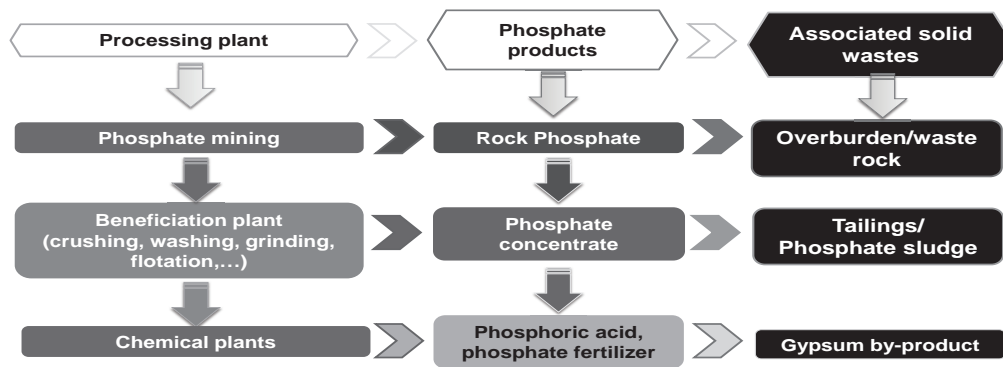 Processing plant
Phosphate
products
Associated solid
wastes
Phosphate mining
Rock Phosphate
Overburden/waste
rock
Beneficiation plant
(crushing, washing, grinding,
flotation,…)
Phosphate
concentrate
Tailings/
Phosphate sludge
Chemical plants
Phosphoric acid,
phosphate fertilizer
Gypsum by-product